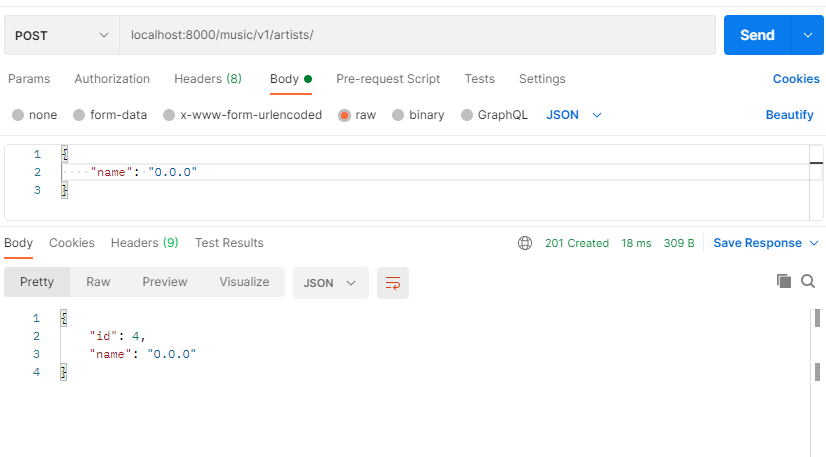 POST localhost:8000/music/v1/artists/ Send
Params Authorization Headers (8) Body Pre-request Script Tests Settings Cookies
none form-data x-www-form-urlencoded raw binary GraphQL JSON Beautify
1 {
2 "name": "0.0.0"
3 }
Body Cookies Headers (9) Test Results 201 Created 18 ms 309 B Save Response
Pretty Raw Preview Visualize JSON
1 {
2 "id": 4,
3 "name": "0.0.0"
4 }